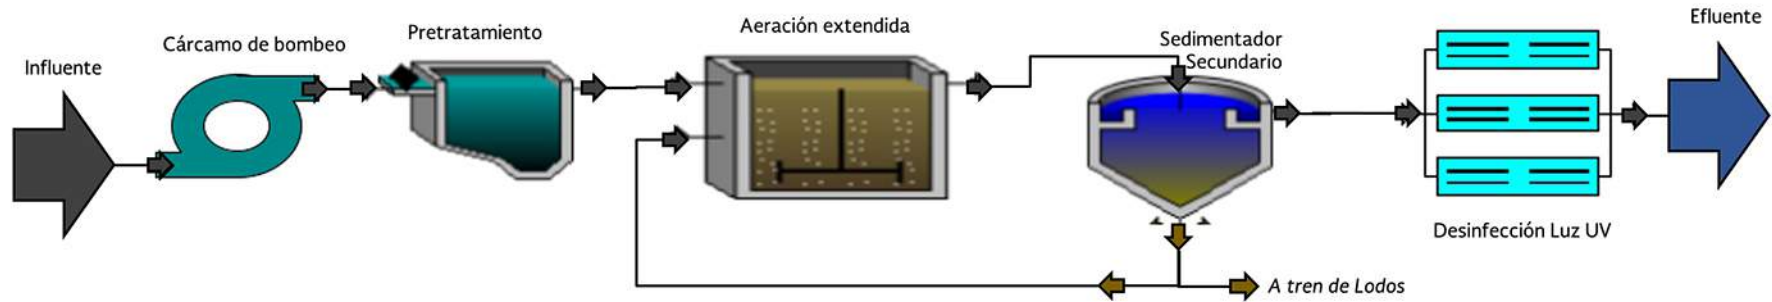 Influente
Cárcamo de bombeo
Pretratamiento
Aeración extendida
Sedimentador
Secundario
Desinfección Luz UV
Efluente
A tren de Lodos